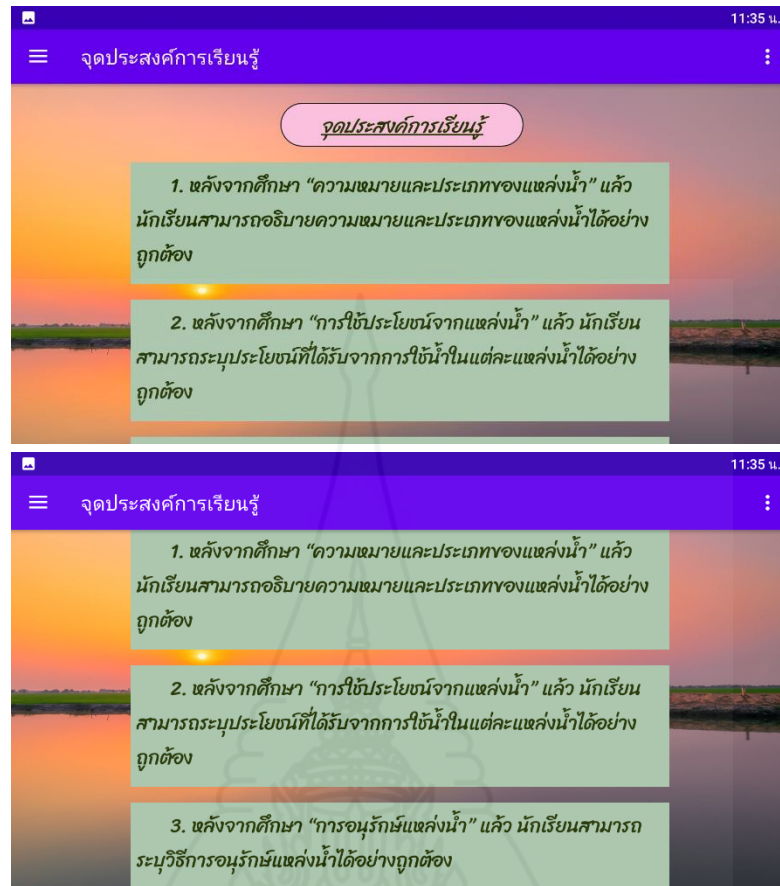 11:35 น.
จุดประสงค์การเรียนรู้
จุดประสงค์การเรียนรู้
1. หลังจากศึกษา “ความหมายและประเภทของแหล่งน้ำ” แล้ว
นักเรียนสามารถอธิบายความหมายและประเภทของแหล่งน้ำได้อย่าง
ถูกต้อง
2. หลังจากศึกษา “การใช้ประโยชน์จากแหล่งน้ำ” แล้ว นักเรียน
สามารถระบุประโยชน์ที่ได้รับจากการใช้น้ำในแต่ละแหล่งน้ำได้อย่าง
ถูกต้อง
11:35 น.
จุดประสงค์การเรียนรู้
1. หลังจากศึกษา “ความหมายและประเภทของแหล่งน้ำ” แล้ว
นักเรียนสามารถอธิบายความหมายและประเภทของแหล่งน้ำได้อย่าง
ถูกต้อง
2. หลังจากศึกษา “การใช้ประโยชน์จากแหล่งน้ำ” แล้ว นักเรียน
สามารถระบุประโยชน์ที่ได้รับจากการใช้น้ำในแต่ละแหล่งน้ำได้อย่าง
ถูกต้อง
3. หลังจากศึกษา “การอนุรักษ์แหล่งน้ำ” แล้ว นักเรียนสามารถ
ระบุวิธีการอนุรักษ์แหล่งน้ำได้อย่างถูกต้อง